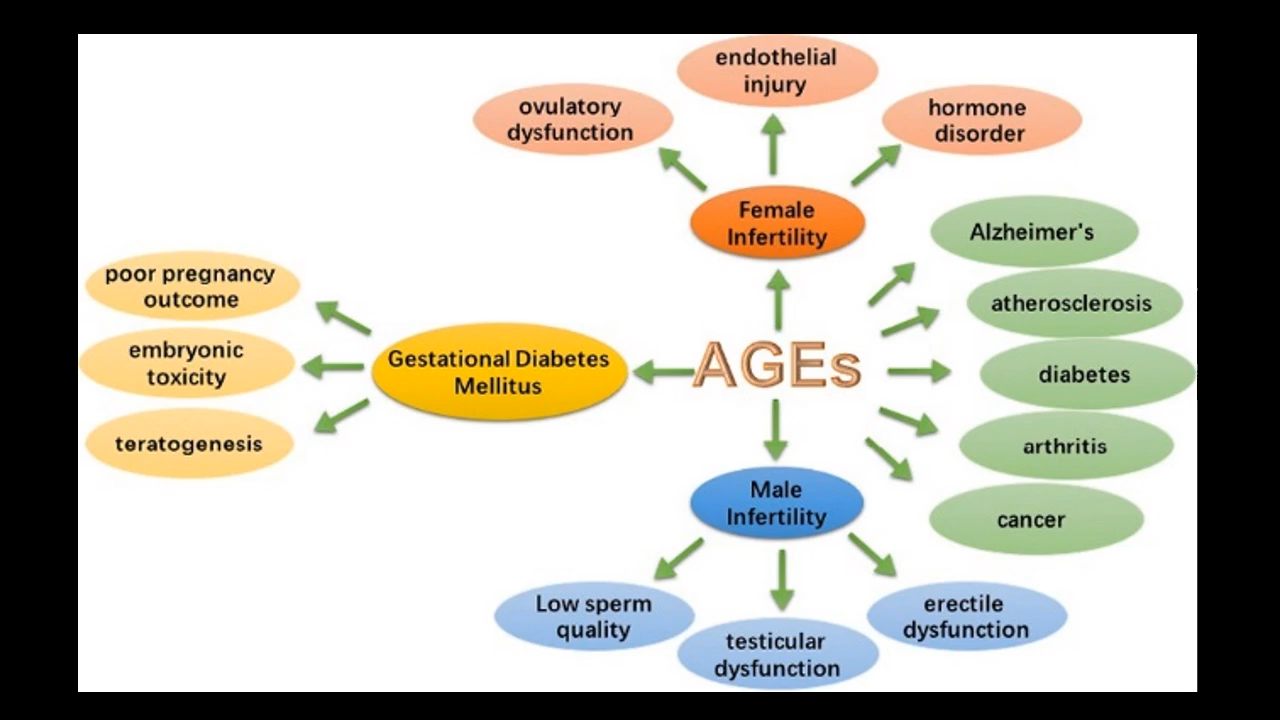 endothelial
injury
ovulatory
dysfunction
hormone
disorder
Female
Infertility
Alzheimer's
atherosclerosis
diabetes
arthritis
cancer
AGEs
Gestational Diabetes
Mellitus
poor pregnancy
outcome
embryonic
toxicity
teratogenesis
Male
Infertility
Low sperm
quality
testicular
dysfunction
erectile
dysfunction